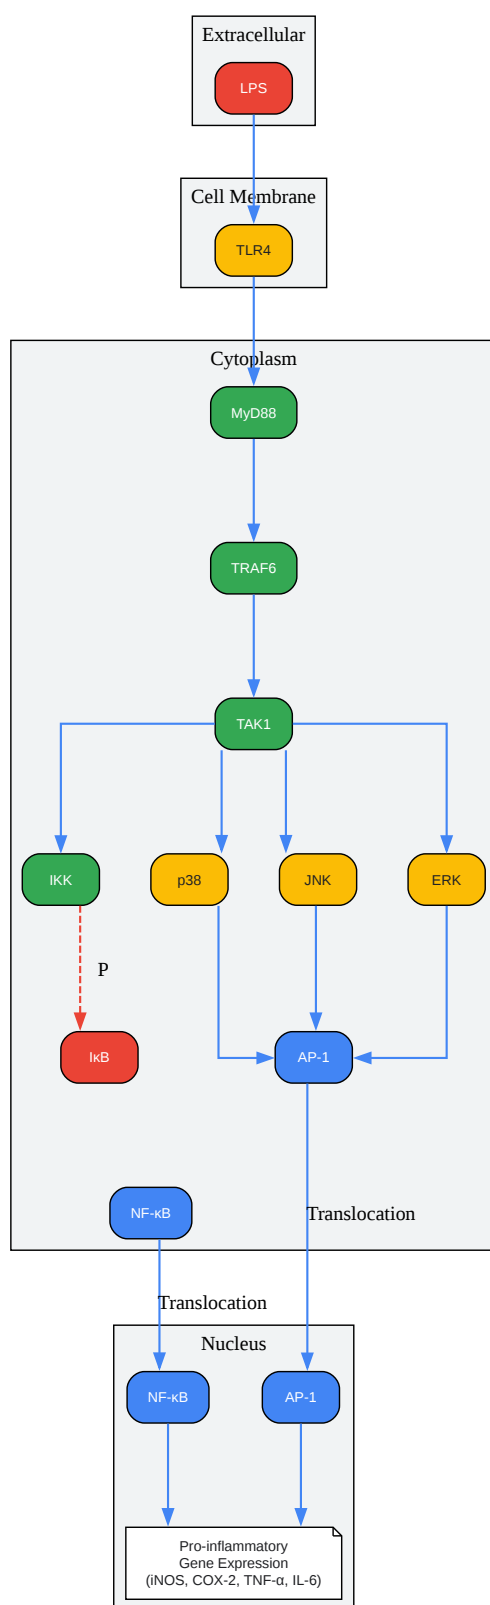 Extracellular
LPS
Cell Membrane
TLR4
Cytoplasm
MyD88
TRAF6
TAK1
IKK
p38
JNK
ERK
P
IκB
AP-1
NF-κB
Translocation
Translocation
Nucleus
NF-κB
AP-1
Pro-inflammatory
Gene Expression
(iNOS, COX-2, TNF-α, IL-6)